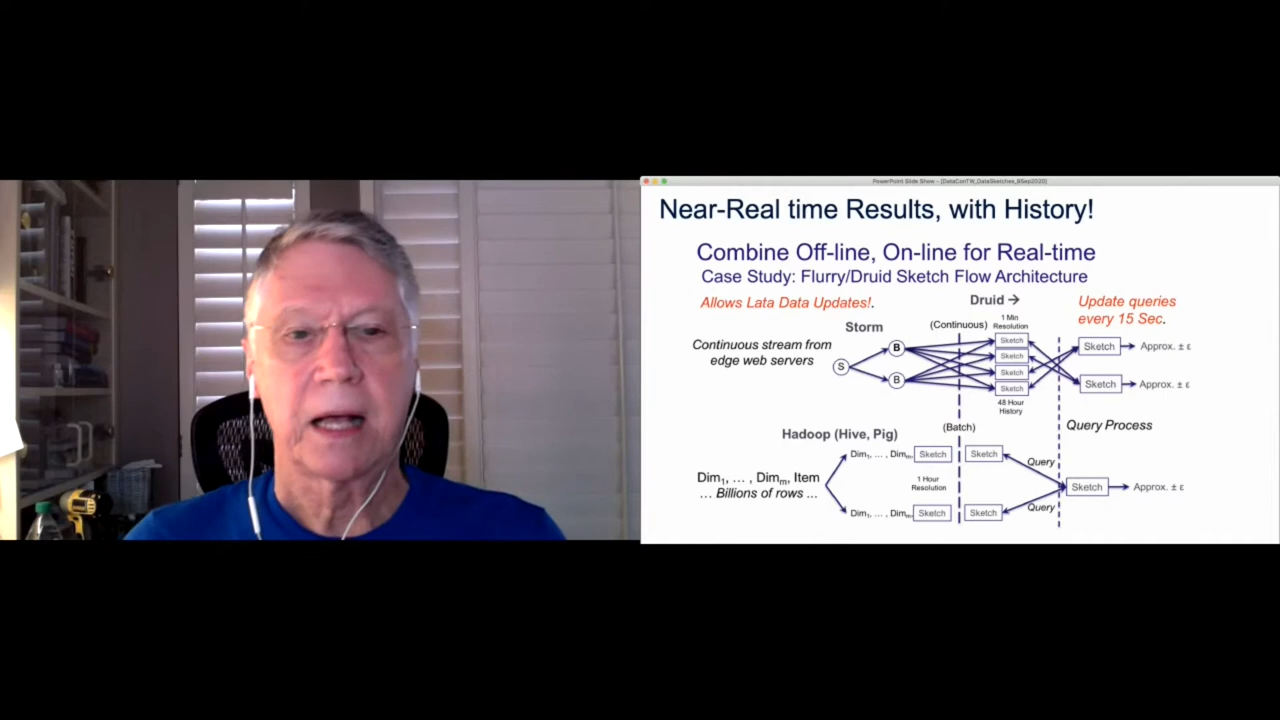 PowerPoint Slide Show - [DataConTW_DataSketches_9Sep2020]
Near-Real time Results, with History!
Combine Off-line, On-line for Real-time
Case Study: Flurry/Druid Sketch Flow Architecture
Allows Lata Data Updates!.
Druid →
Update queries
every 15 Sec.
Storm
(Continuous)
1 Min
Resolution
Continuous stream from
edge web servers
S
B
B
Sketch
Sketch
Sketch
Sketch
48 Hour
History
Sketch
Approx. ± ε
Sketch
Approx. ± ε
Query Process
Hadoop (Hive, Pig)
(Batch)
Dim1, … , Dimm, Item
… Billions of rows ...
Dim1, … , Dimm
Sketch
Sketch
1 Hour
Resolution
Dim1, … , Dimm
Sketch
Sketch
Query
Query
Sketch
Approx. ± ε